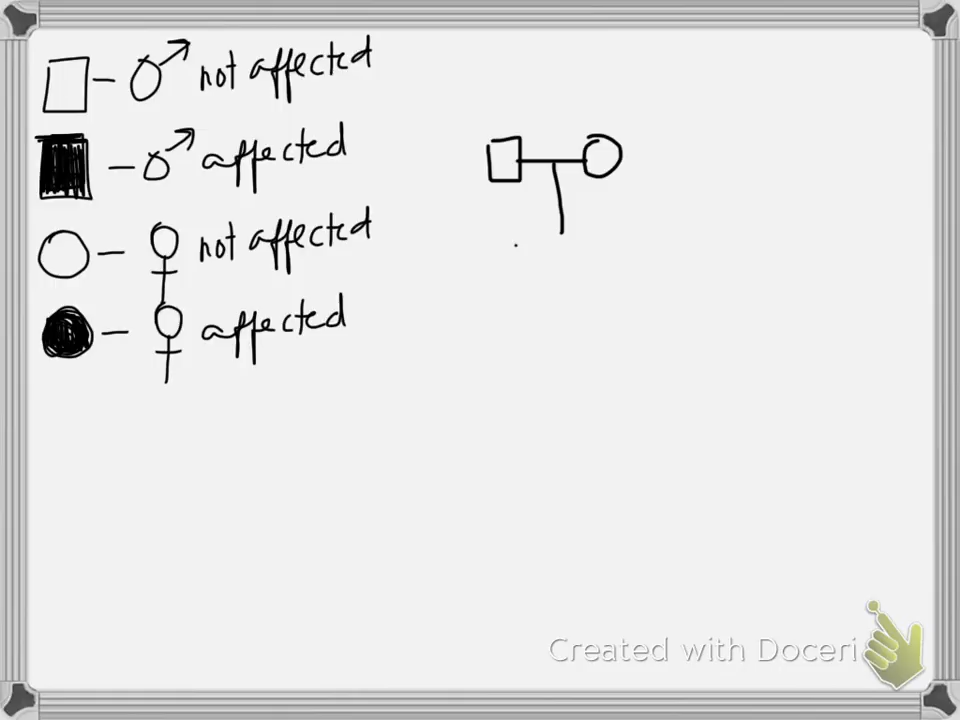 □ – ♂ not affected
■ – ♂ affected
○ – ♀ not affected
● – ♀ affected
Created with Doceri